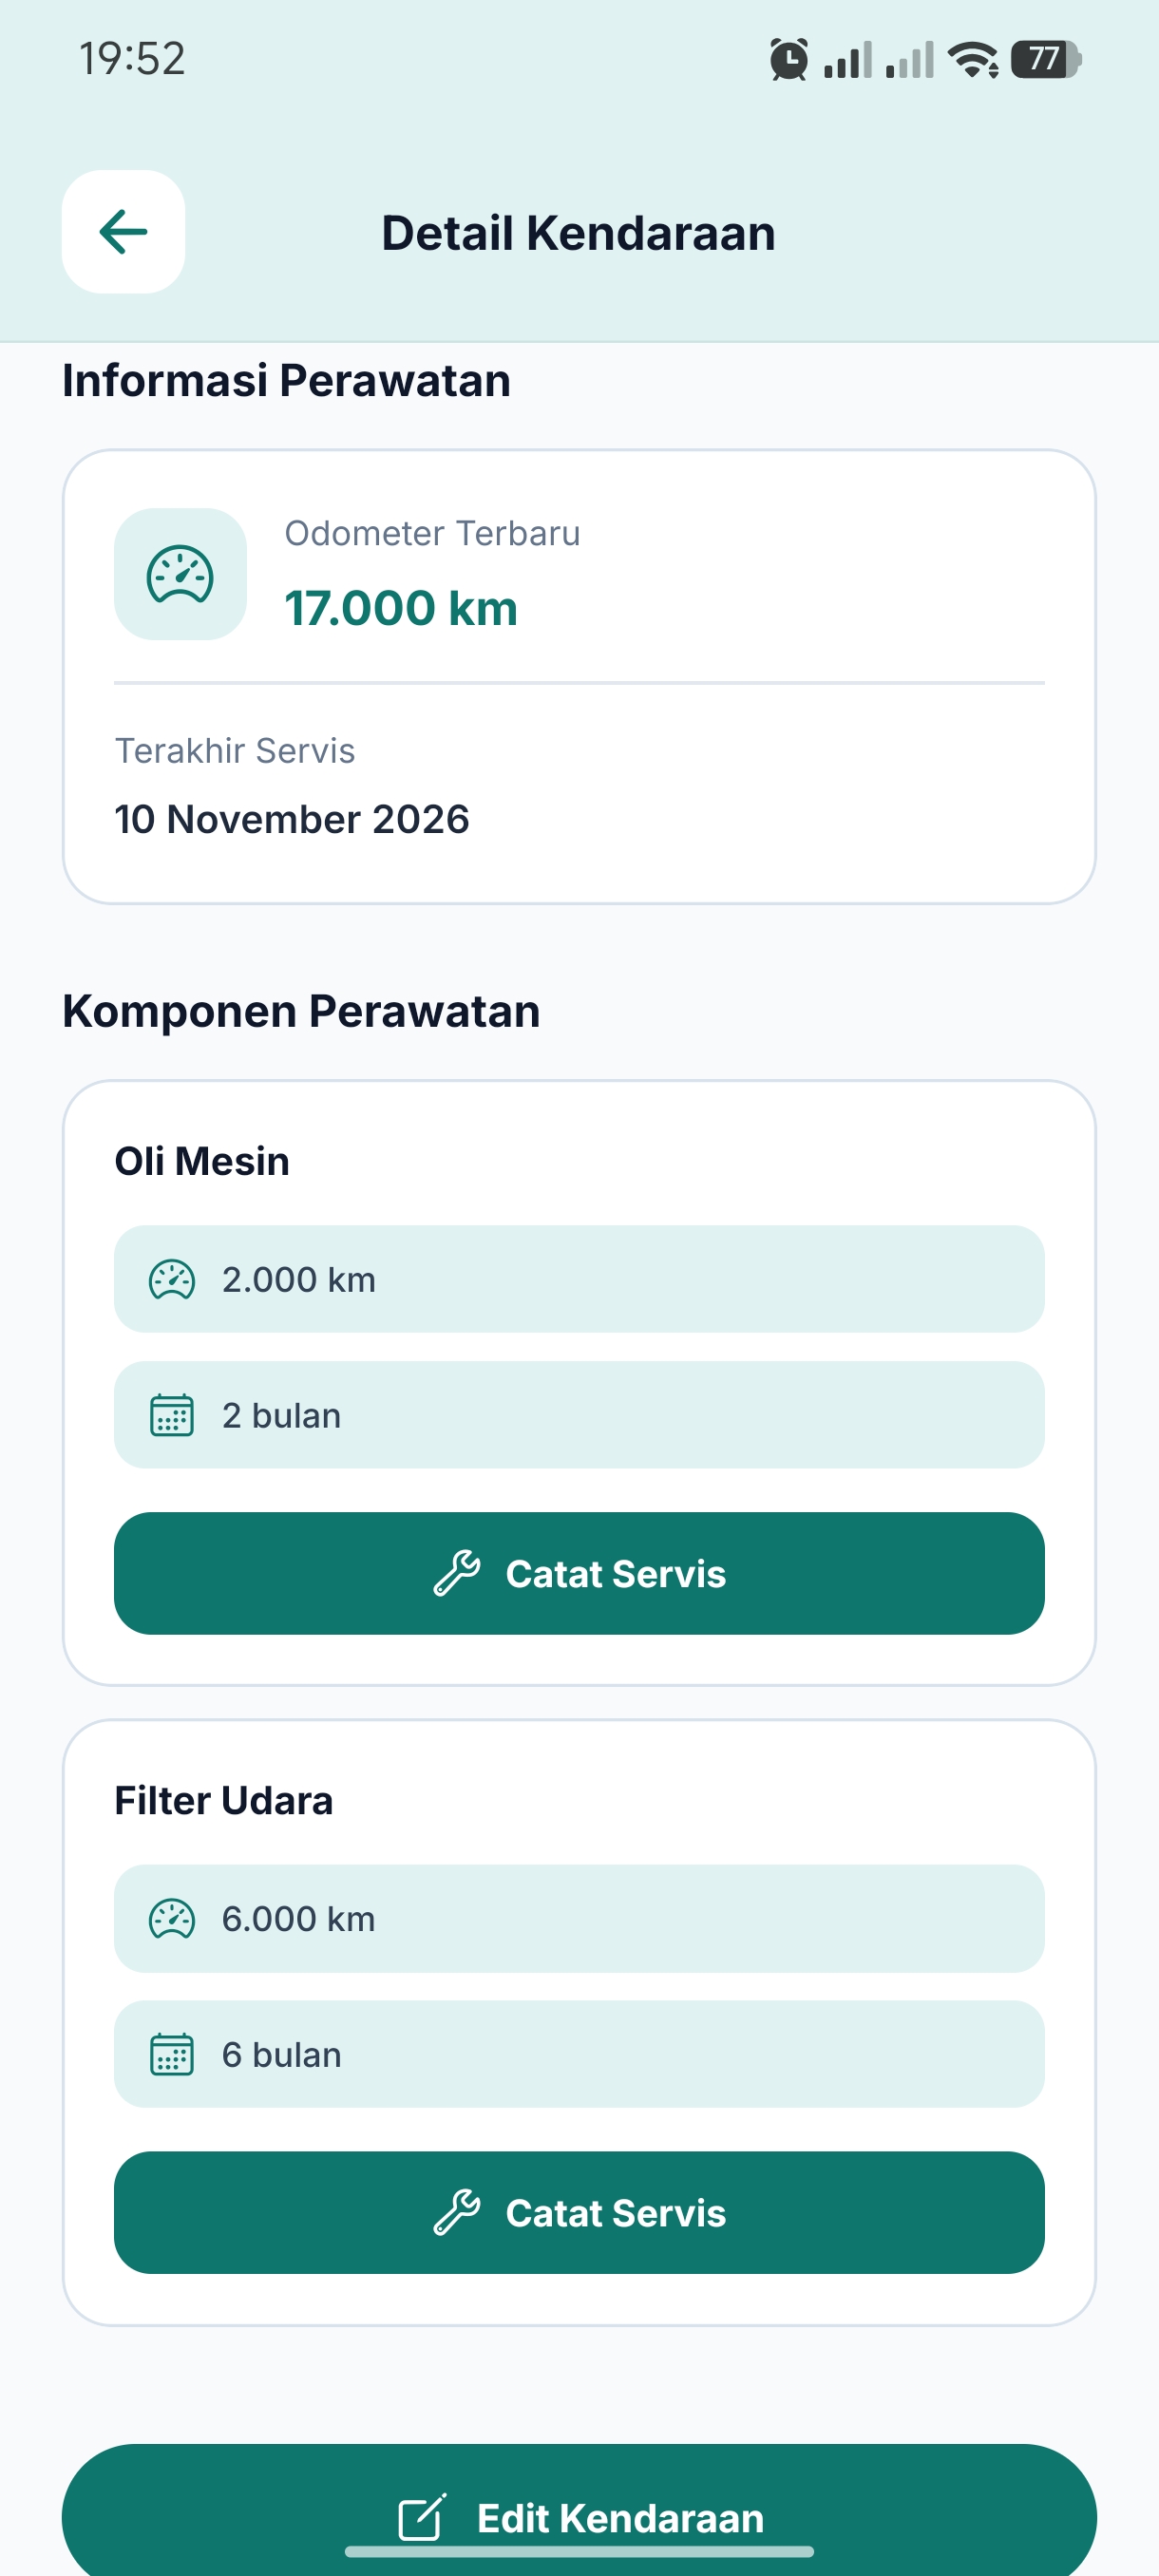 19:52
77
Detail Kendaraan
Informasi Perawatan
Odometer Terbaru
17.000 km
Terakhir Servis
10 November 2026
Komponen Perawatan
Oli Mesin
2.000 km
2 bulan
Catat Servis
Filter Udara
6.000 km
6 bulan
Catat Servis
Edit Kendaraan